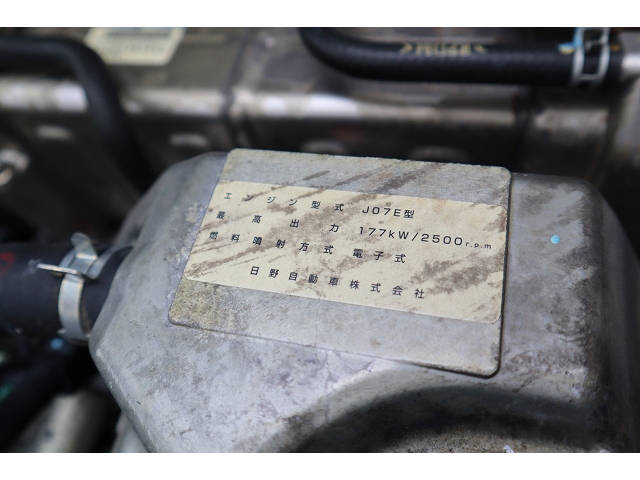 エンジン型式 J07E型
最高出力 177kW/2500r.p.m
燃料噴射方式 電子式
日野自動車株式会社